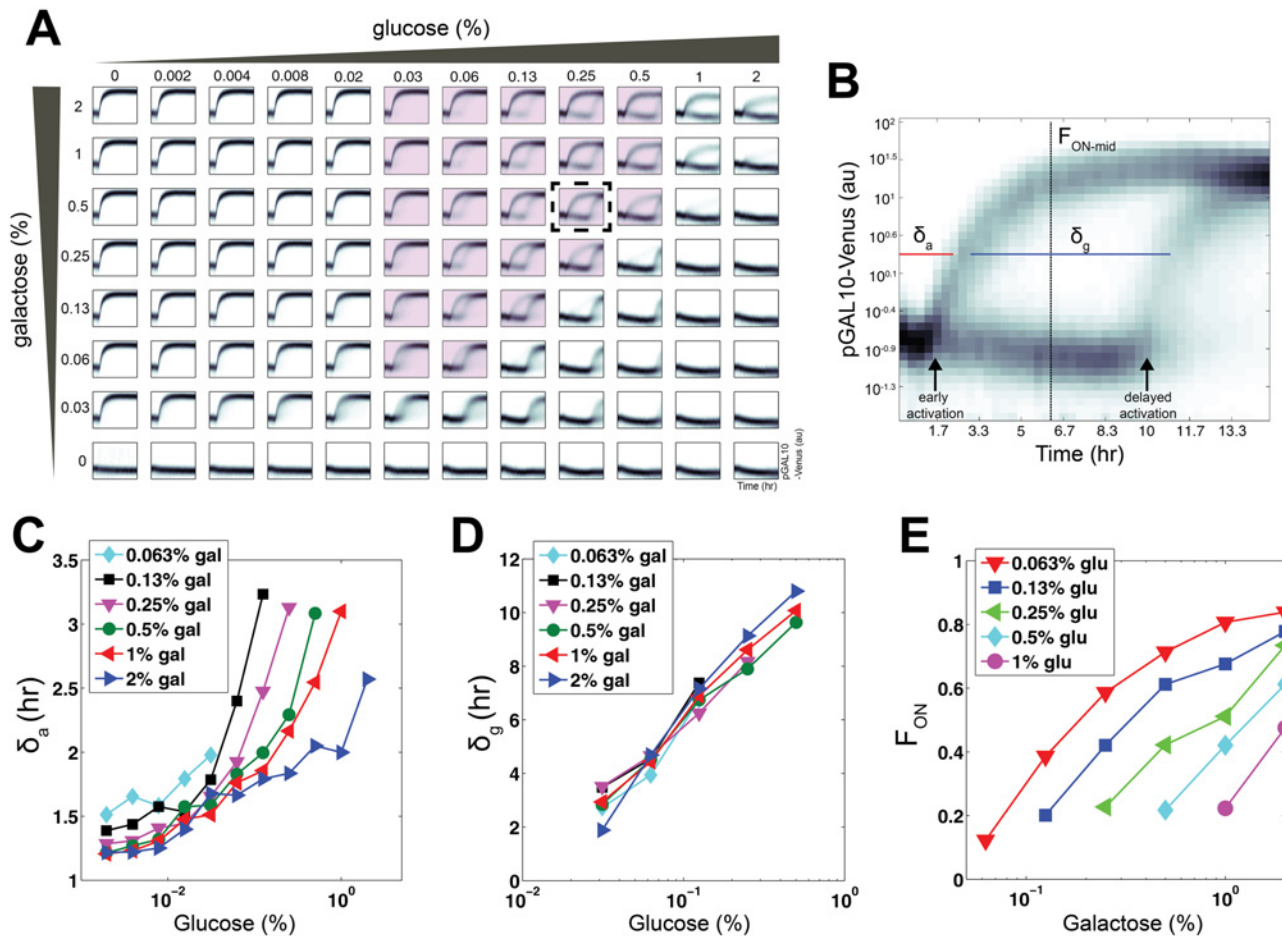 A
glucose (%)
0 0.002 0.004 0.008 0.02 0.03 0.06 0.13 0.25 0.5 1 2
galactose (%)
2
1
0.5
0.25
0.13
0.06
0.03
0
pGAL10
-Venus (au)
Time (hr)
B
pGAL10-Venus (au)
10^2
10^1.5
10^1
10^0.6
10^0.1
10^-0.4
10^-0.9
10^-1.3
F_ON-mid
δ_a
δ_g
early
activation
delayed
activation
1.7 3.3 5 6.7 8.3 10 11.7 13.3
Time (hr)
C
0.063% gal
0.13% gal
0.25% gal
0.5% gal
1% gal
2% gal
δ_a (hr)
3.5
3
2.5
2
1.5
1
10^-2 10^0
Glucose (%)
D
0.063% gal
0.13% gal
0.25% gal
0.5% gal
1% gal
2% gal
δ_g (hr)
12
10
8
6
4
2
0
10^-2 10^-1 10^0
Glucose (%)
E
0.063% glu
0.13% glu
0.25% glu
0.5% glu
1% glu
F_ON
1
0.8
0.6
0.4
0.2
0
10^-1 10^0
Galactose (%)